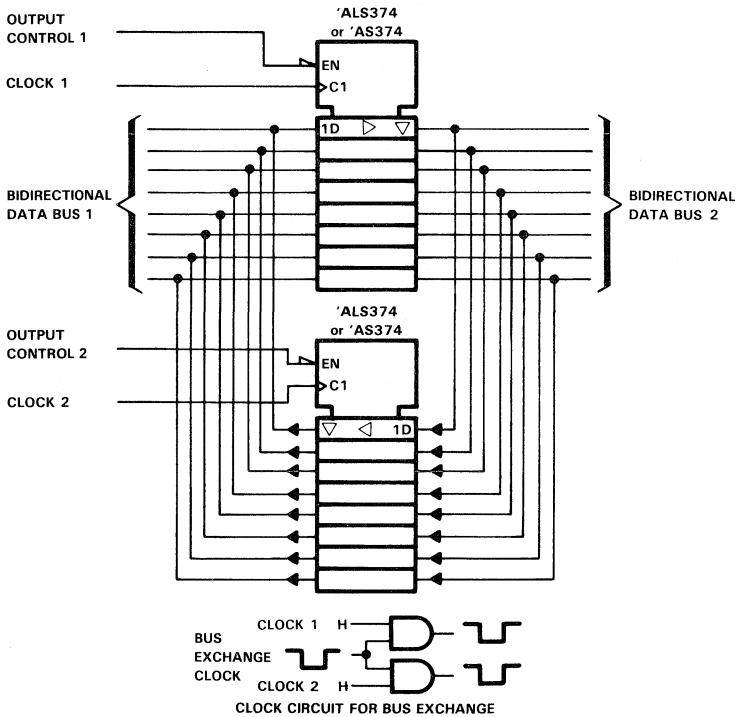 'ALS374
or 'AS374
OUTPUT
CONTROL 1
EN
CLOCK 1
C1
1D
BIDIRECTIONAL
DATA BUS 1
BIDIRECTIONAL
DATA BUS 2
'ALS374
or 'AS374
OUTPUT
CONTROL 2
EN
C1
CLOCK 2
1D
CLOCK 1 H
BUS
EXCHANGE
CLOCK
CLOCK 2 H
CLOCK CIRCUIT FOR BUS EXCHANGE